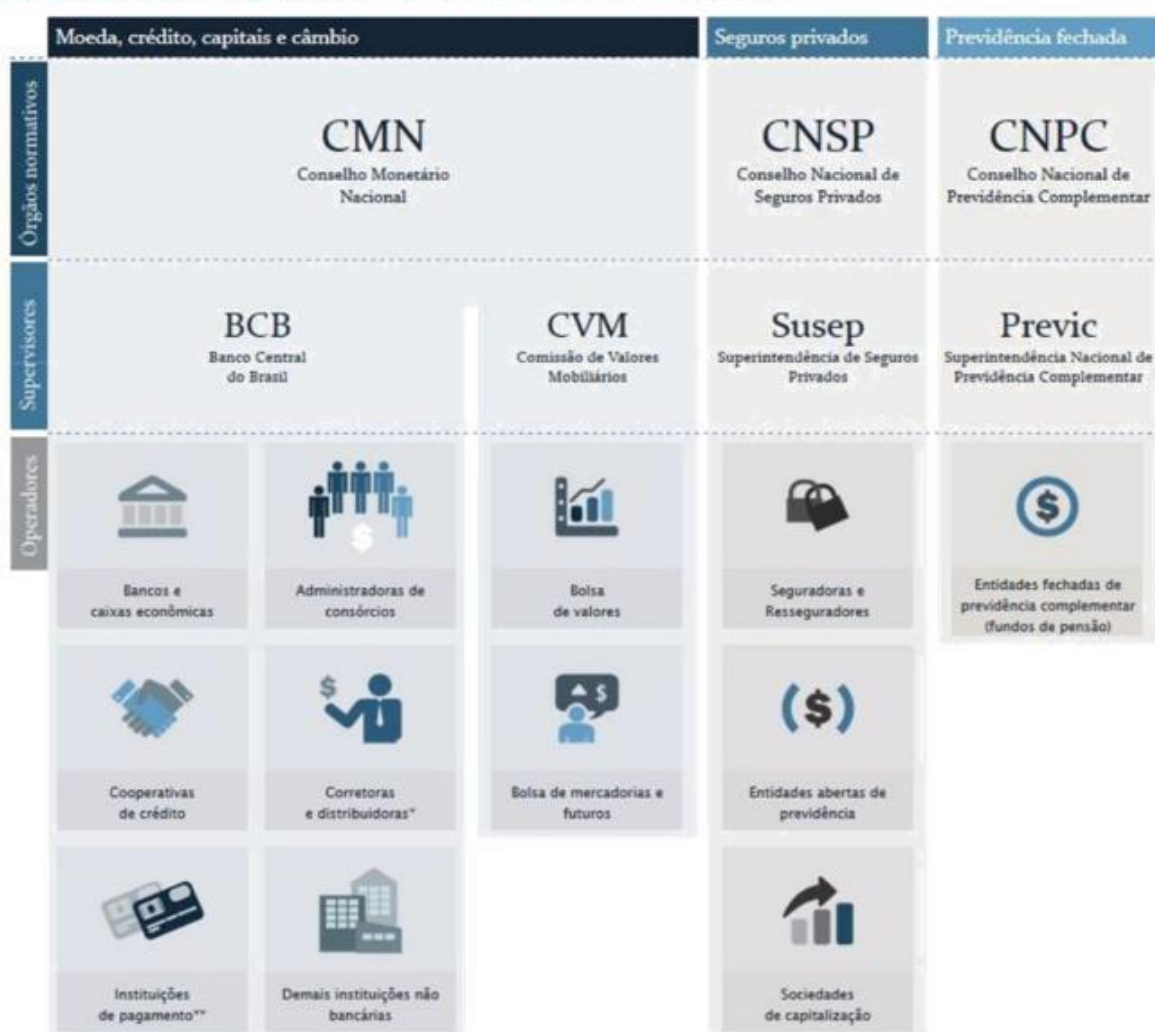 Moeda, crédito, capitais e câmbio
Seguros privados
Previdência fechada
Órgãos normativos
CMN
Conselho Monetário
Nacional
CNSP
Conselho Nacional de
Seguros Privados
CNPC
Conselho Nacional de
Previdência Complementar
Supervisores
BCB
Banco Central
do Brasil
CVM
Comissão de Valores
Mobiliários
Susep
Superintendência de Seguros
Privados
Previc
Superintendência Nacional de
Previdência Complementar
Operadores
Bancos e
caixas econômicas
$
Administradoras de
consórcios
Bolsa
de valores
Seguradoras e
Resseguradores
$
Entidades fechadas de
previdência complementar
(fundos de pensão)
Cooperativas
de crédito
$
Corretoras
e distribuidoras*
$
Bolsa de mercadorias e
futuros
($)
Entidades abertas de
previdência
Instituições
de pagamento**
Demais instituições não
bancárias
Sociedades
de capitalização